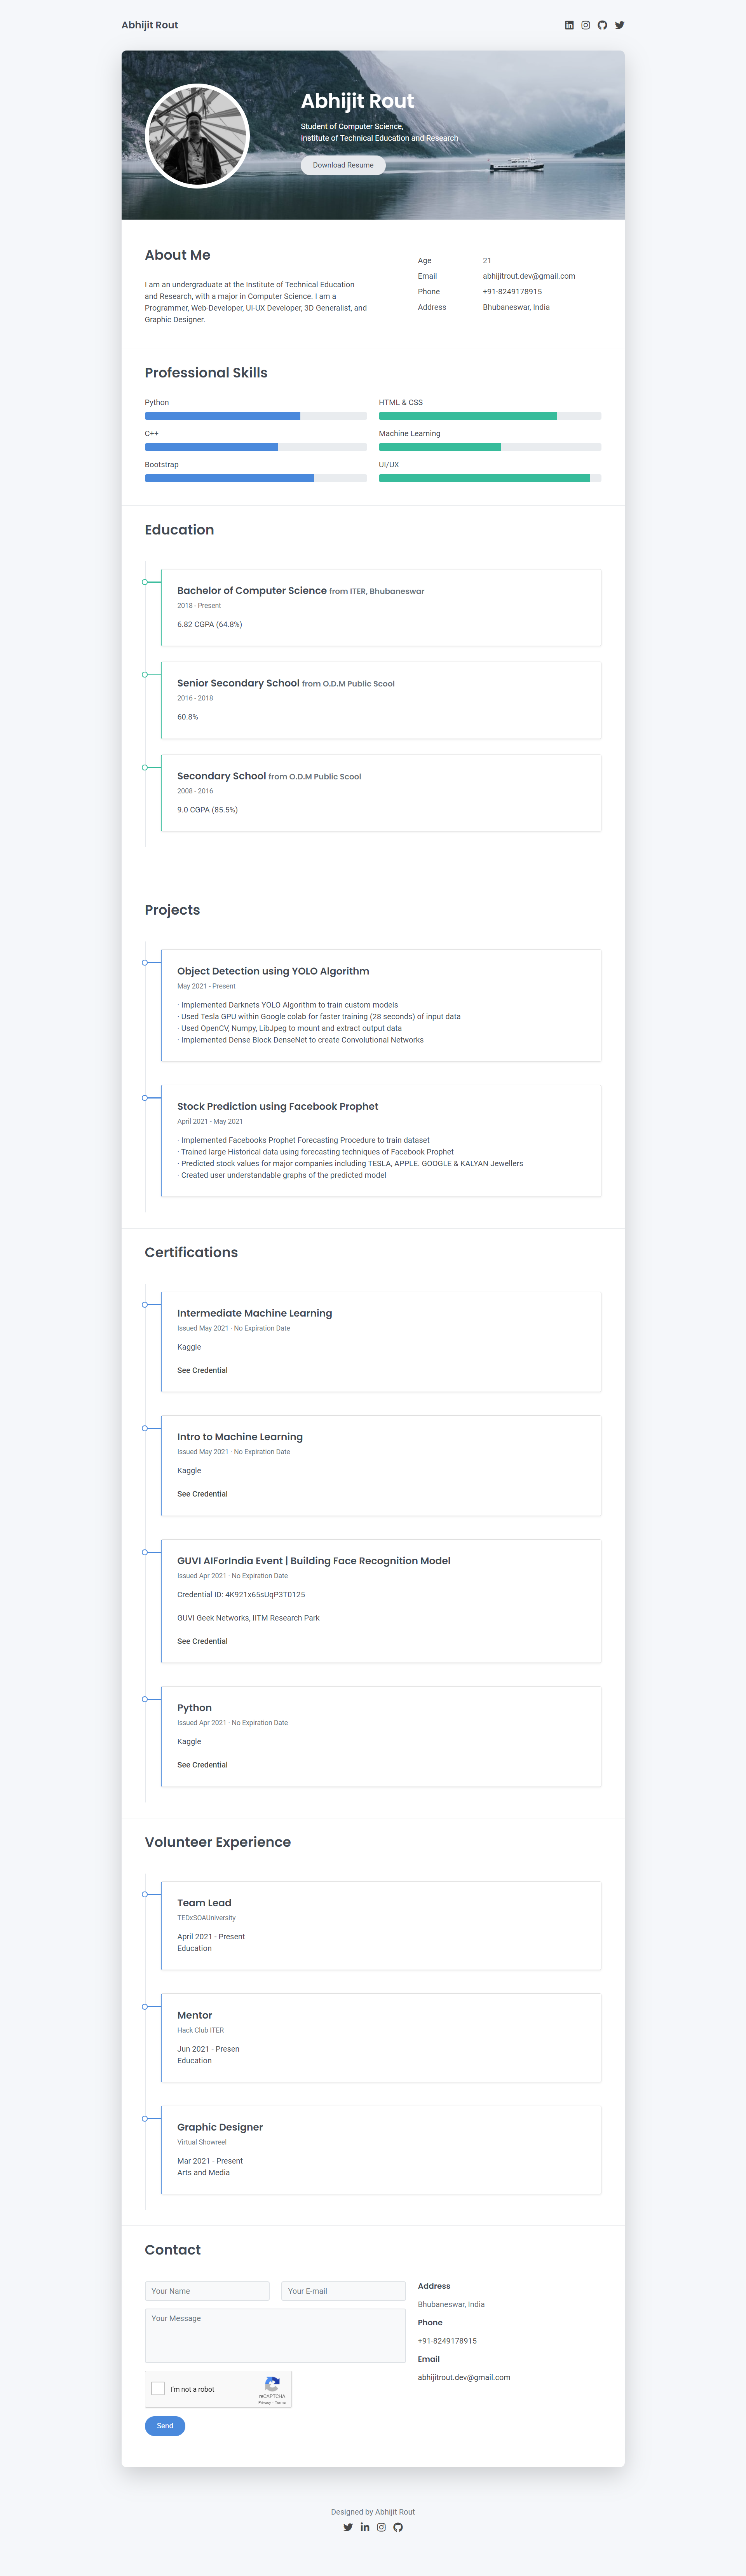 Abhijit Rout
Abhijit Rout
Student of Computer Science,
Institute of Technical Education and Research
Download Resume
About Me
I am an undergraduate at the Institute of Technical Education
and Research, with a major in Computer Science. I am a
Programmer, Web-Developer, UI-UX Developer, 3D Generalist, and
Graphic Designer.
Age 21
Email abhijitrout.dev@gmail.com
Phone +91-8249178915
Address Bhubaneswar, India
Professional Skills
Python
HTML & CSS
C++
Machine Learning
Bootstrap
UI/UX
Education
Bachelor of Computer Science from ITER, Bhubaneswar
2018 - Present
6.82 CGPA (64.8%)
Senior Secondary School from O.D.M Public Scool
2016 - 2018
60.8%
Secondary School from O.D.M Public Scool
2008 - 2016
9.0 CGPA (85.5%)
Projects
Object Detection using YOLO Algorithm
May 2021 - Present
· Implemented Darknets YOLO Algorithm to train custom models
· Used Tesla GPU within Google colab for faster training (28 seconds) of input data
· Used OpenCV, Numpy, LibJpeg to mount and extract output data
· Implemented Dense Block DenseNet to create Convolutional Networks
Stock Prediction using Facebook Prophet
April 2021 - May 2021
· Implemented Facebooks Prophet Forecasting Procedure to train dataset
· Trained large Historical data using forecasting techniques of Facebook Prophet
· Predicted stock values for major companies including TESLA, APPLE. GOOGLE & KALYAN Jewellers
· Created user understandable graphs of the predicted model
Certifications
Intermediate Machine Learning
Issued May 2021 · No Expiration Date
Kaggle
See Credential
Intro to Machine Learning
Issued May 2021 · No Expiration Date
Kaggle
See Credential
GUVI AIForIndia Event | Building Face Recognition Model
Issued Apr 2021 · No Expiration Date
Credential ID: 4K921x65sUqP3T0125
GUVI Geek Networks, IITM Research Park
See Credential
Python
Issued Apr 2021 · No Expiration Date
Kaggle
See Credential
Volunteer Experience
Team Lead
TEDxSOAUniversity
April 2021 - Present
Education
Mentor
Hack Club ITER
Jun 2021 - Presen
Education
Graphic Designer
Virtual Showreel
Mar 2021 - Present
Arts and Media
Contact
Your Name
Your E-mail
Your Message
I'm not a robot
reCAPTCHA
Privacy - Terms
Send
Address
Bhubaneswar, India
Phone
+91-8249178915
Email
abhijitrout.dev@gmail.com
Designed by Abhijit Rout